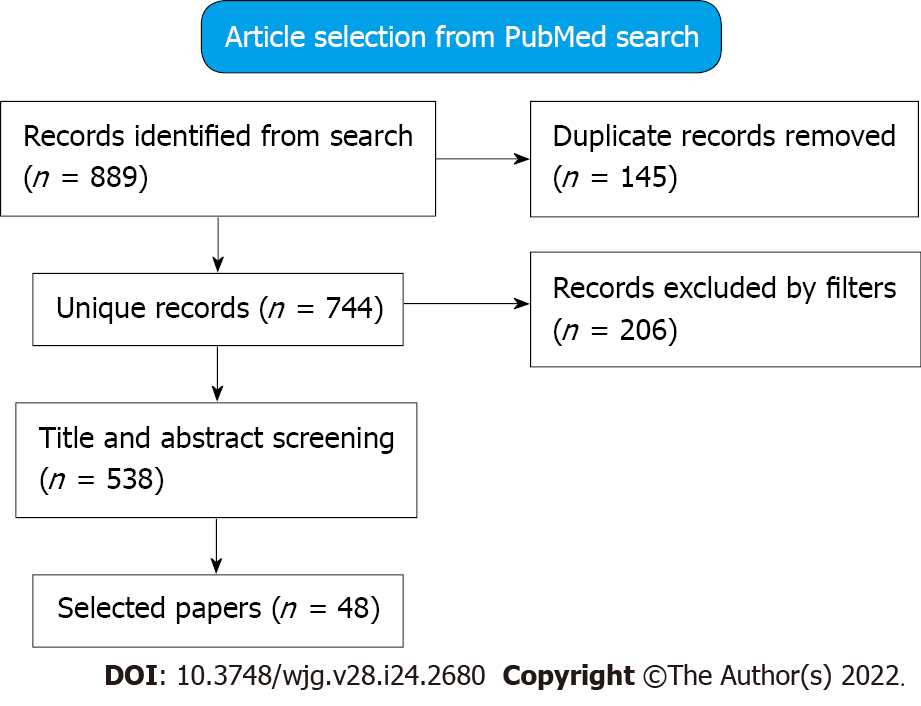 Article selection from PubMed search
Records identified from search
(n = 889)
Duplicate records removed
(n = 145)
Unique records (n = 744)
Records excluded by filters
(n = 206)
Title and abstract screening
(n = 538)
Selected papers (n = 48)
DOI: 10.3748/wjg.v28.i24.2680 Copyright ©The Author(s) 2022.